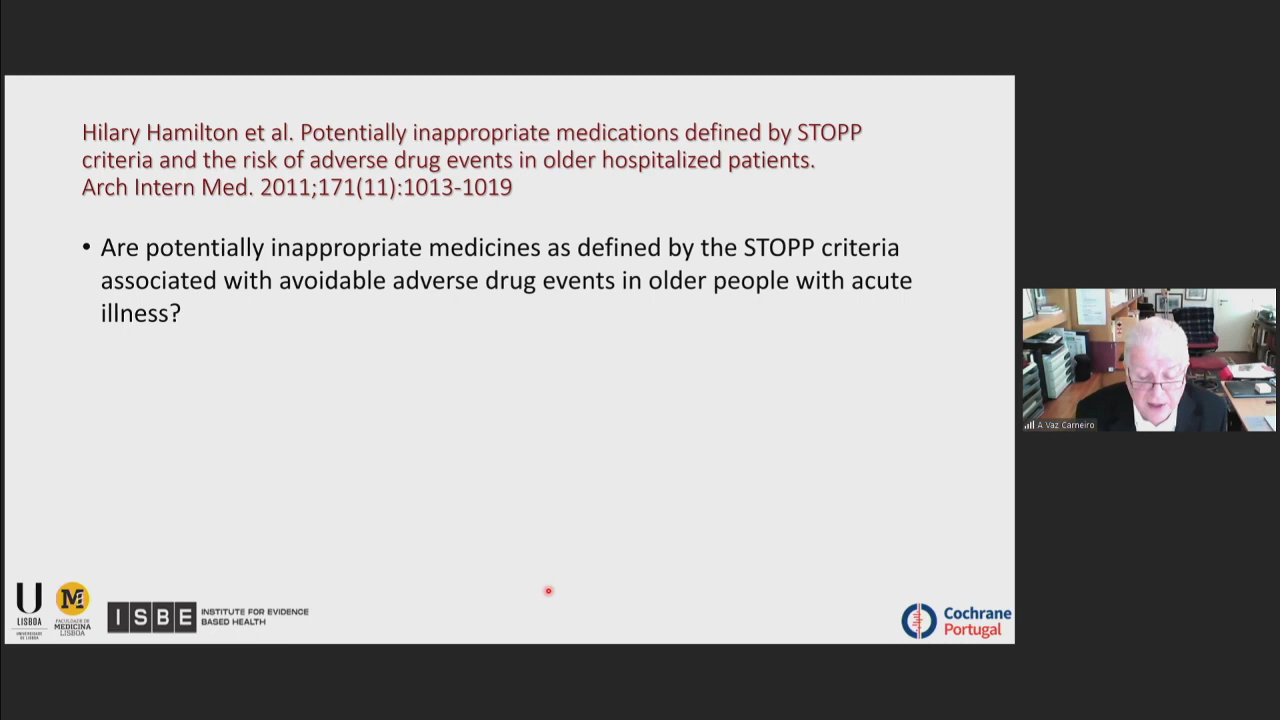 Hilary Hamilton et al. Potentially inappropriate medications defined by STOPP
criteria and the risk of adverse drug events in older hospitalized patients.
Arch Intern Med. 2011;171(11):1013-1019
• Are potentially inappropriate medicines as defined by the STOPP criteria
associated with avoidable adverse drug events in older people with acute
illness?
A Vaz Carneiro
U
LISBOA
UNIVERSIDADE
DE LISBOA
M
FACULDADE DE
MEDICINA
LISBOA
ISBE
INSTITUTE FOR EVIDENCE
BASED HEALTH
Cochrane
Portugal